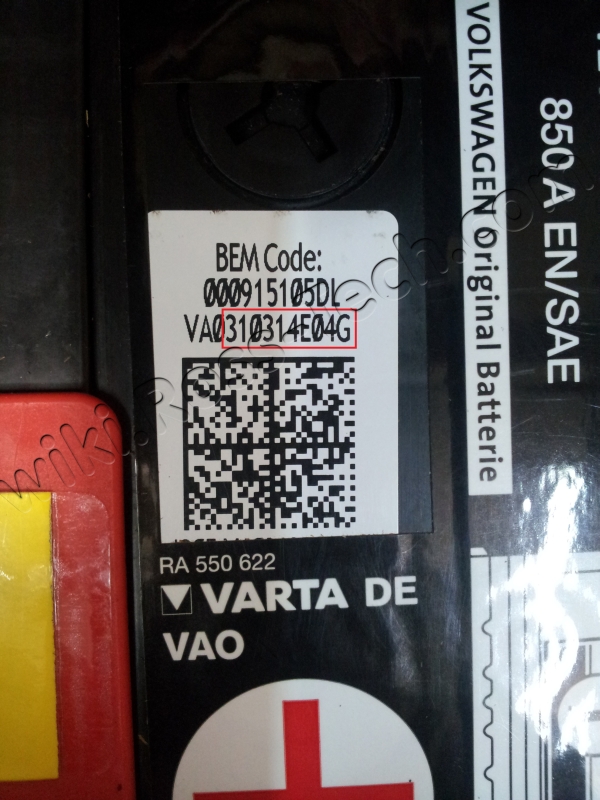 BEM Code:
000915105DL
VA0310314E04G
RA 550 622
VARTA DE
VAO
VOLKSWAGEN Original Batterie
850 A EN/SAE